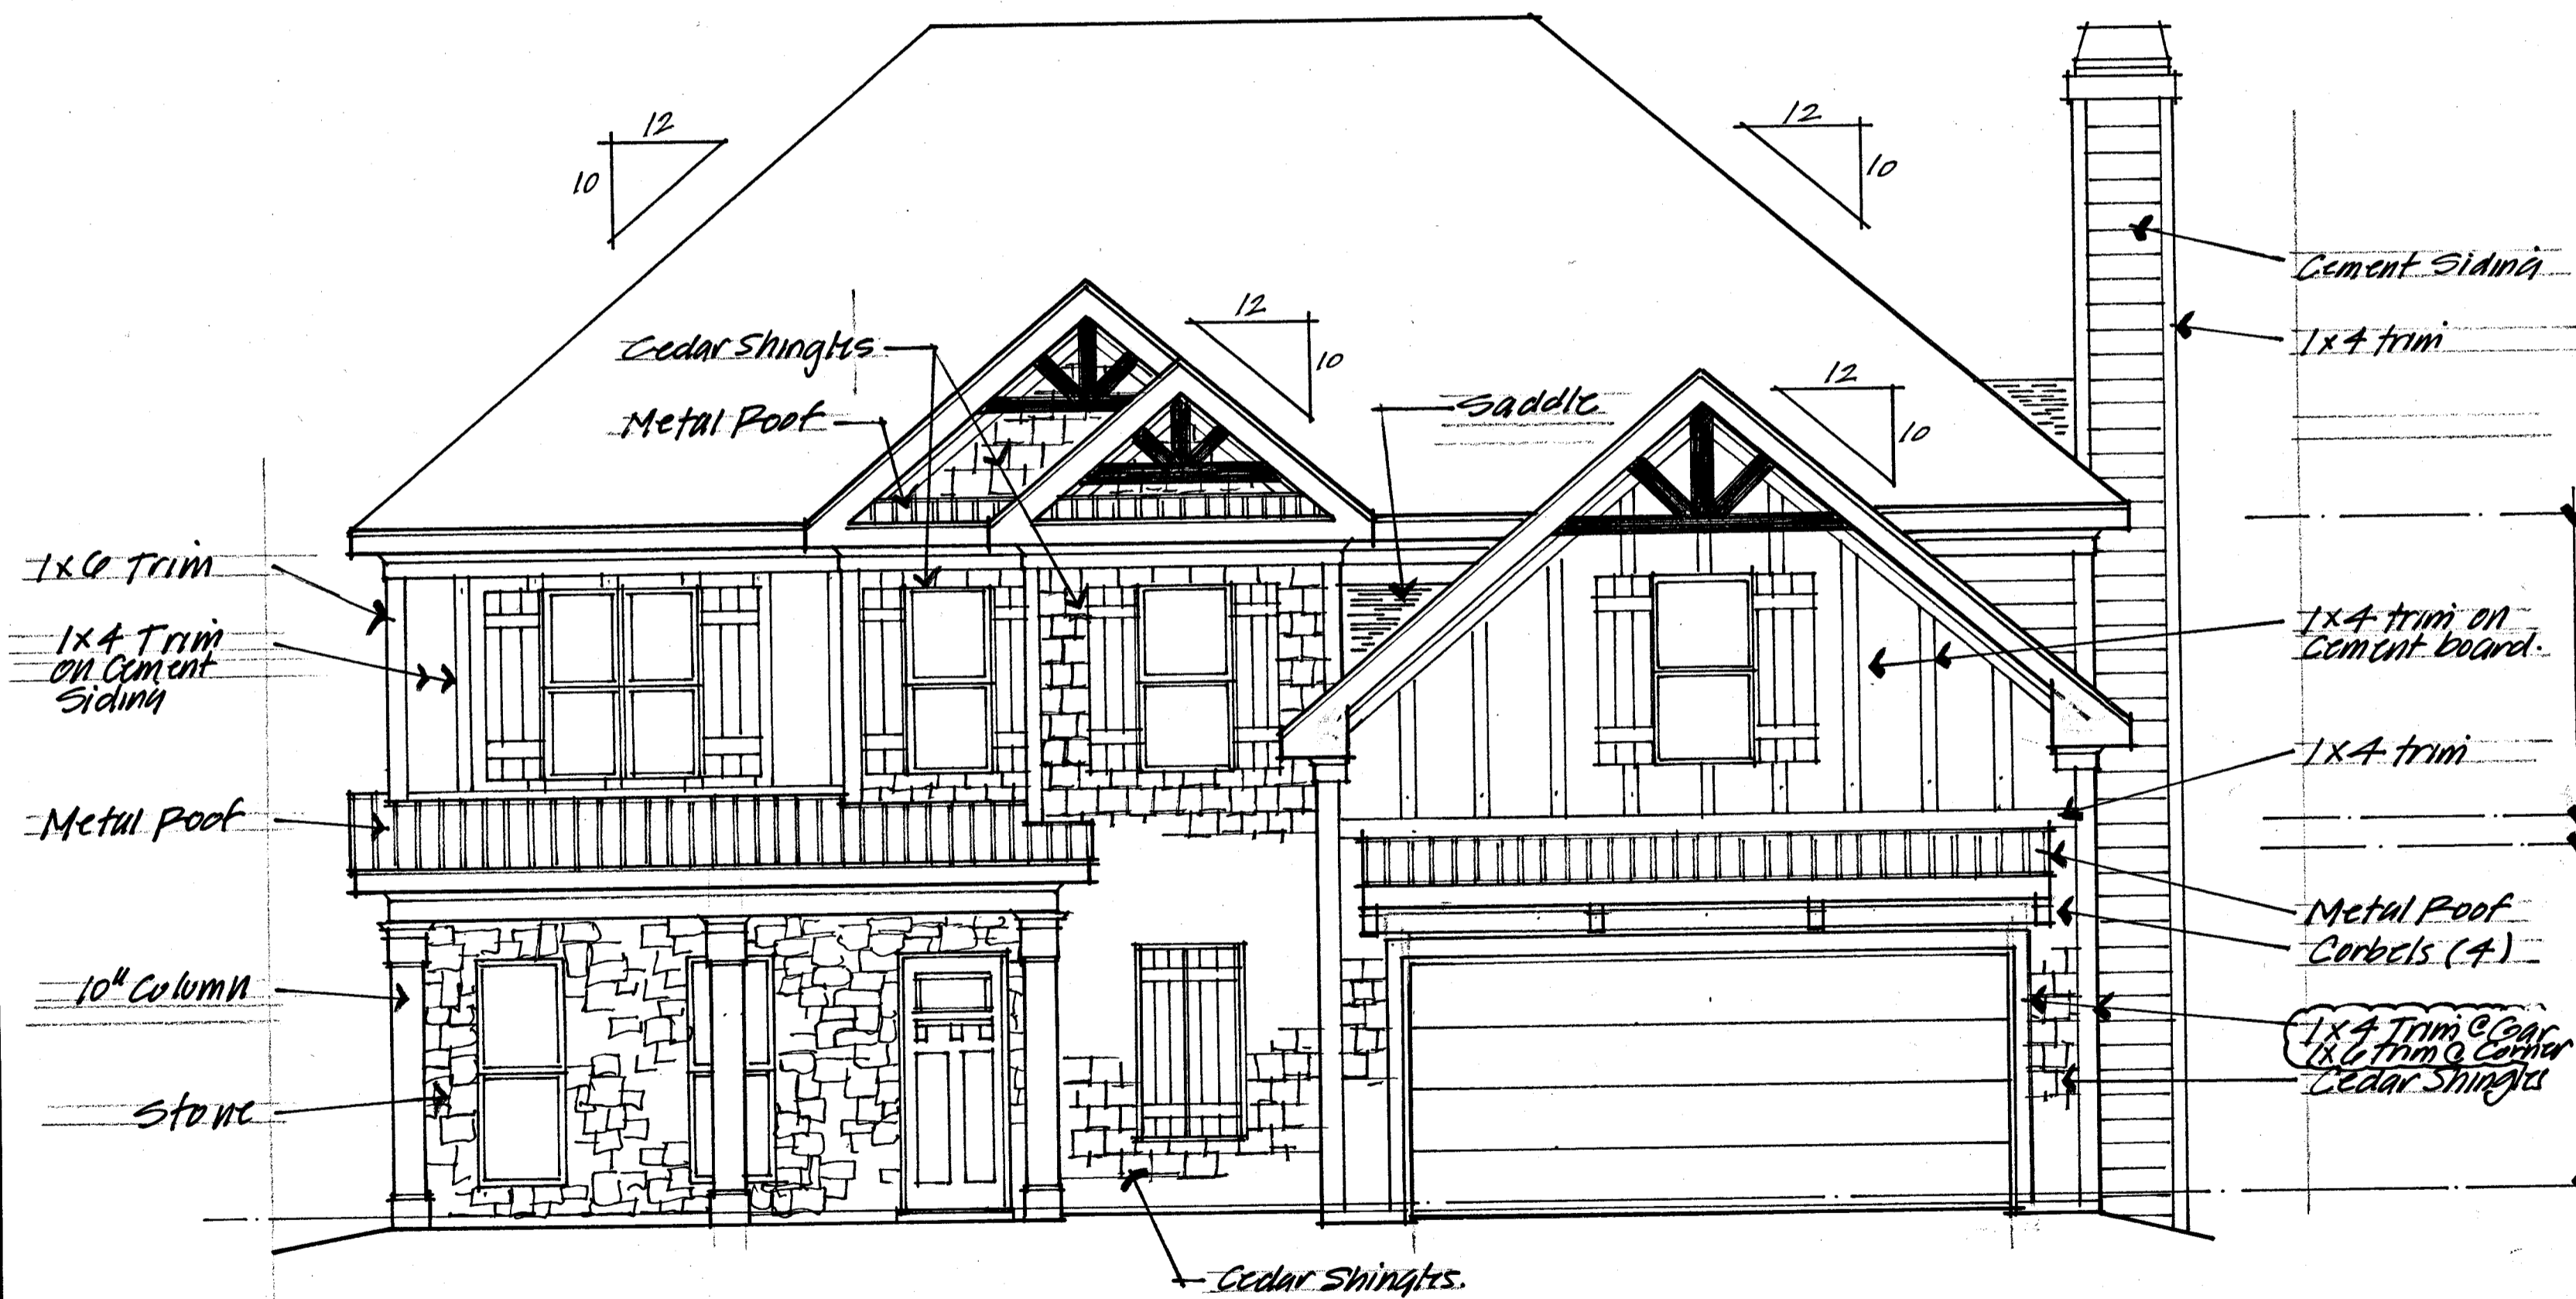 12
10
12
10
12
10
12
10
Cedar Shingles
Metal Roof
Saddle
1x6 Trim
1x4 Trim
on Cement
Siding
Metal Roof
10" Column
Stone
Cement Siding
1x4 trim
1x4 trim on
Cement board.
1x4 trim
Metal Roof
Corbels (4)
1x4 Trim @ Gar
1x6 trim @ Corner
Cedar Shingles
Cedar Shingles.